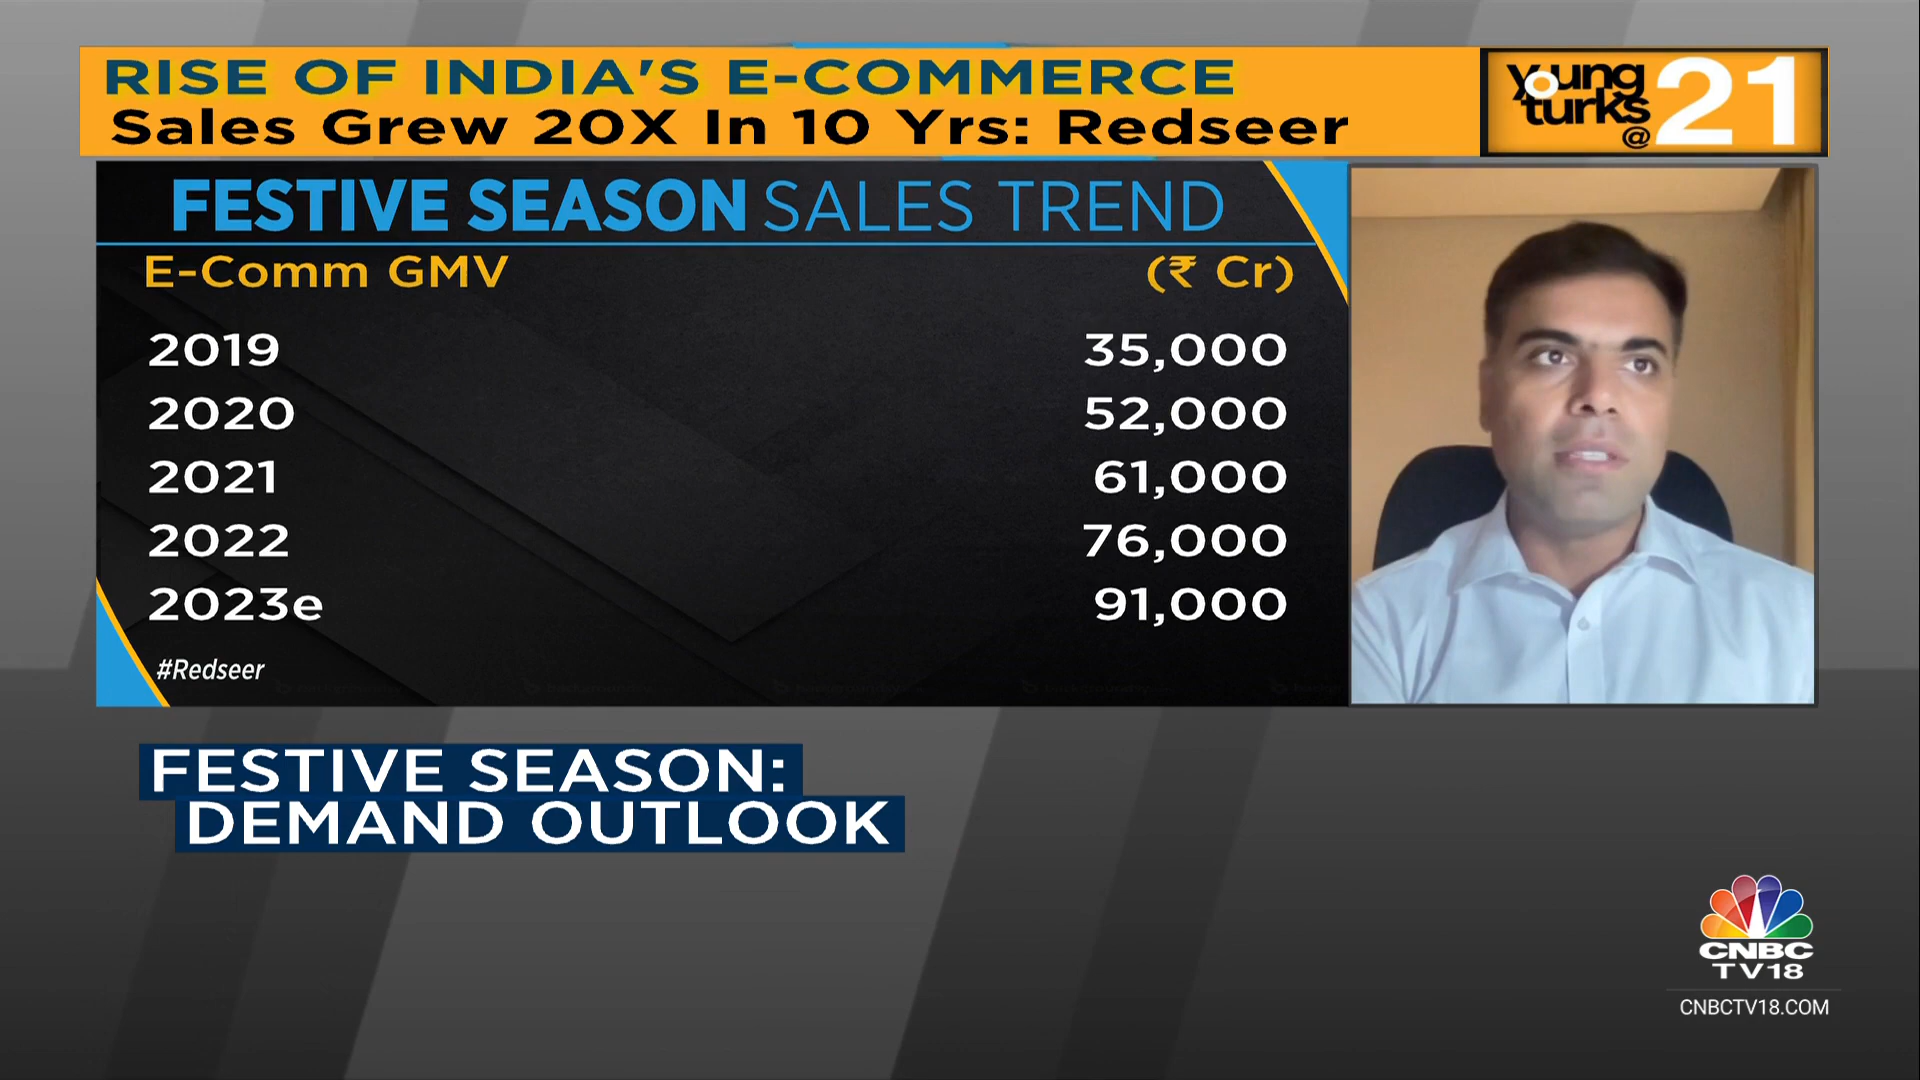 RISE OF INDIA'S E-COMMERCE
Sales Grew 20X In 10 Yrs: Redseer
young
turks
@
21
FESTIVE SEASON SALES TREND
E-Comm GMV (₹ Cr)
2019 35,000
2020 52,000
2021 61,000
2022 76,000
2023e 91,000
#Redseer
FESTIVE SEASON:
DEMAND OUTLOOK
CNBC
TV18
CNBCTV18.COM